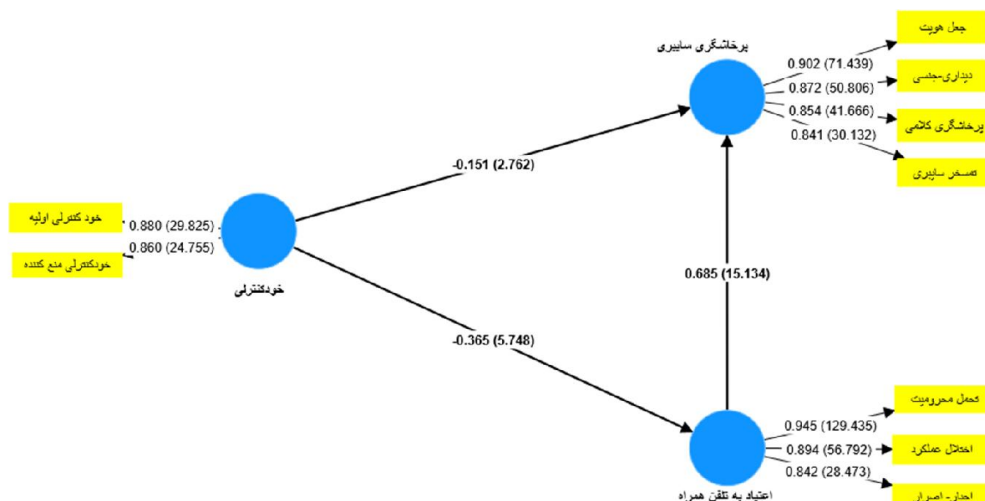 جعل هویت
پرخاشگری سایبری
0.902 (71.439)
دیداری-جنسی
0.872 (50.806)
0.854 (41.666)
پرخاشگری کلامی
0.841 (30.132)
تمسخر سایبری
-0.151 (2.762)
خود کنترلی اولیه
0.880 (29.825)
0.860 (24.755)
خودکنترلی منع کننده
خودکنترلی
0.685 (15.134)
-0.365 (5.748)
تحمل محرومیت
0.945 (129.435)
0.894 (56.792)
اختلال عملکرد
0.842 (28.473)
اعتیاد به تلفن همراه
اجبار- اصرار